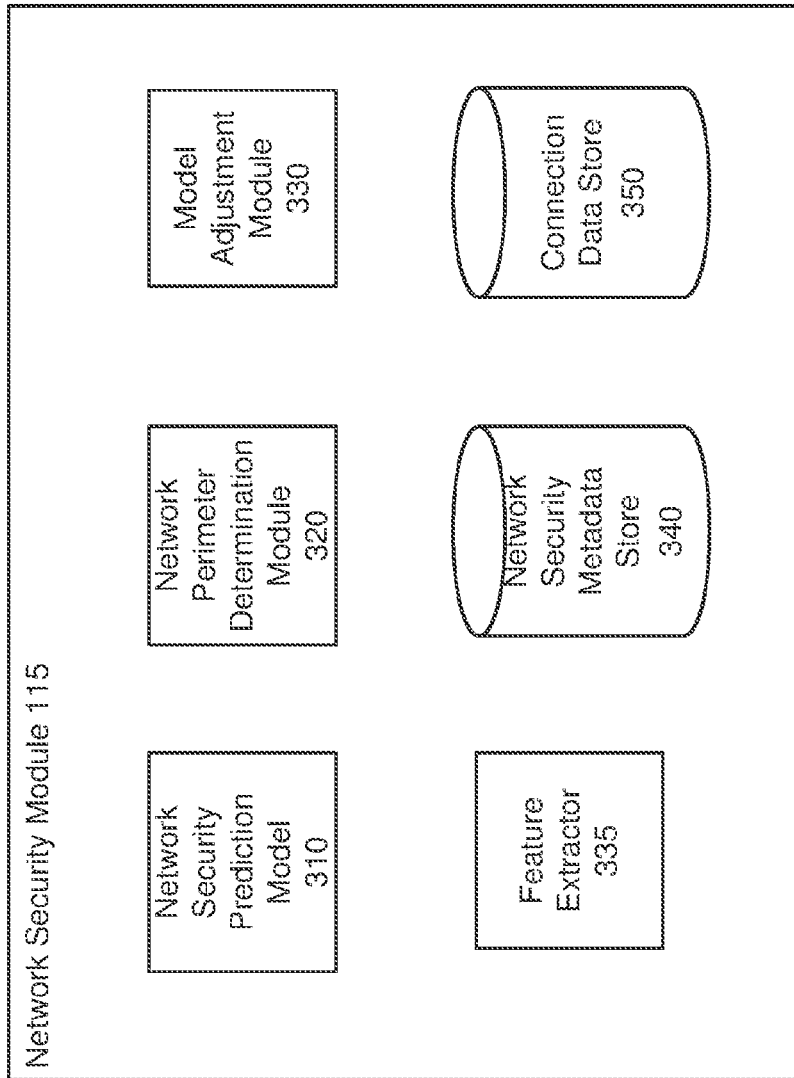 Network Security Module 115
Network
Security
Prediction
Model
310
Network
Perimeter
Determination
Module
320
Model
Adjustment
Module
330
Feature
Extractor
335
Network
Security
Metadata
Store
340
Connection
Data Store
350